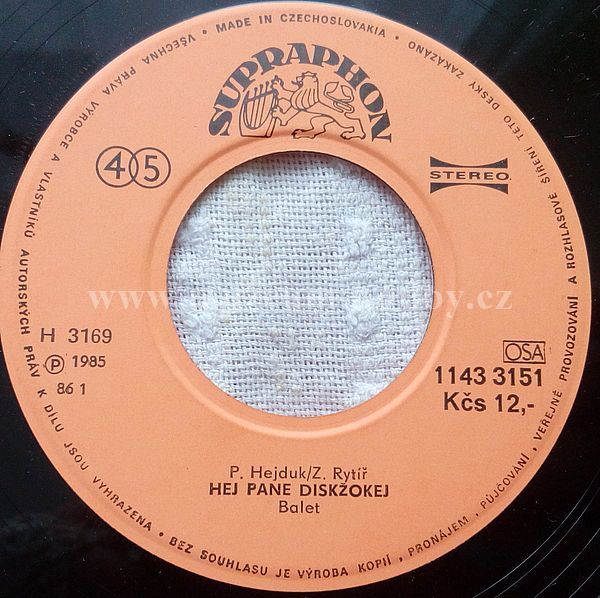 VŠECHNA PRÁVA VÝROBCE A VLASTNÍKŮ AUTORSKÝCH PRÁV K DÍLU JSOU VYHRAZENA • BEZ SOUHLASU JE VÝROBA KOPIÍ, PRONÁJEM, PŮJČOVÁNÍ, VEŘEJNÉ PROVOZOVÁNÍ A ROZHLASOVÉ ŠÍŘENÍ TÉTO DESKY ZAKÁZÁNO • MADE IN CZECHOSLOVAKIA •
SUPRAPHON
45
STEREO
H 3169
Ⓟ 1985
86 1
OSA
1143 3151
Kčs 12,-
P. Hejduk/Z. Rytíř
HEJ PANE DISKŽOKEJ
Balet